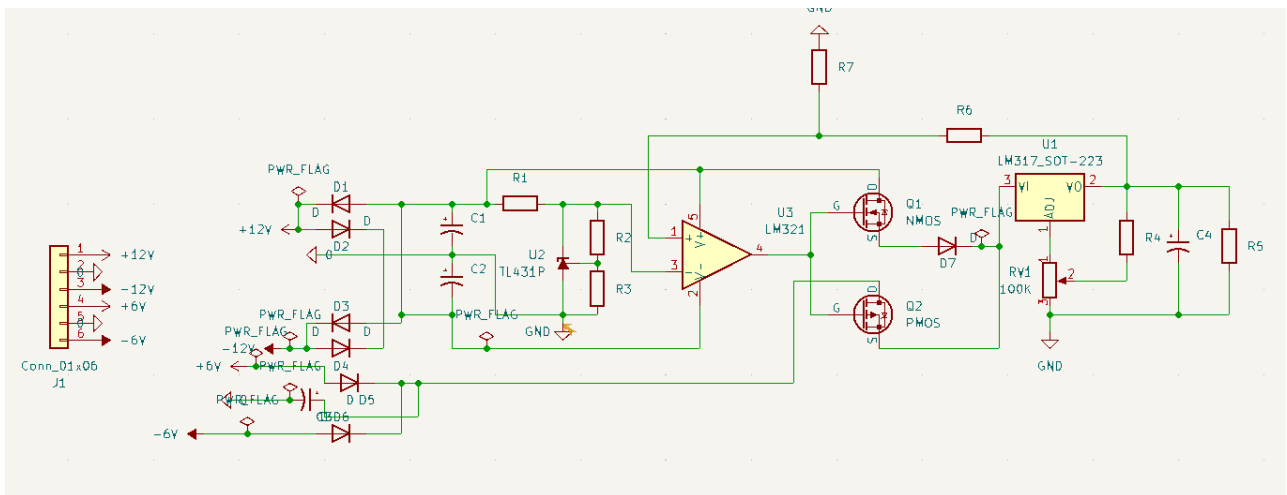 GND
R7
R6
U1
LM317_SOT-223
3
VI
VO
2
ADJ
1
PWR_FLAG
D1
D
D
+12V
D2
R1
C1
C2
U2
TL431P
R2
R3
GND
U3
LM321
1
+
V+
5
3
-
V-
2
4
G
D
S
Q1
NMOS
PWR_FLAG
D
D7
G
D
S
Q2
PMOS
RV1
100K
1
2
3
R4
C4
R5
GND
1
+12V
2
0
3
-12V
4
+6V
5
0
6
-6V
Conn_01x06
J1
0
PWR_FLAG
D3
D
D
PWR_FLAG
-12V
D4
PWR_FLAG
+6V
PWR_FLAG
D
D5
PWR_FLAG
D6
-6V
PWR_FLAG